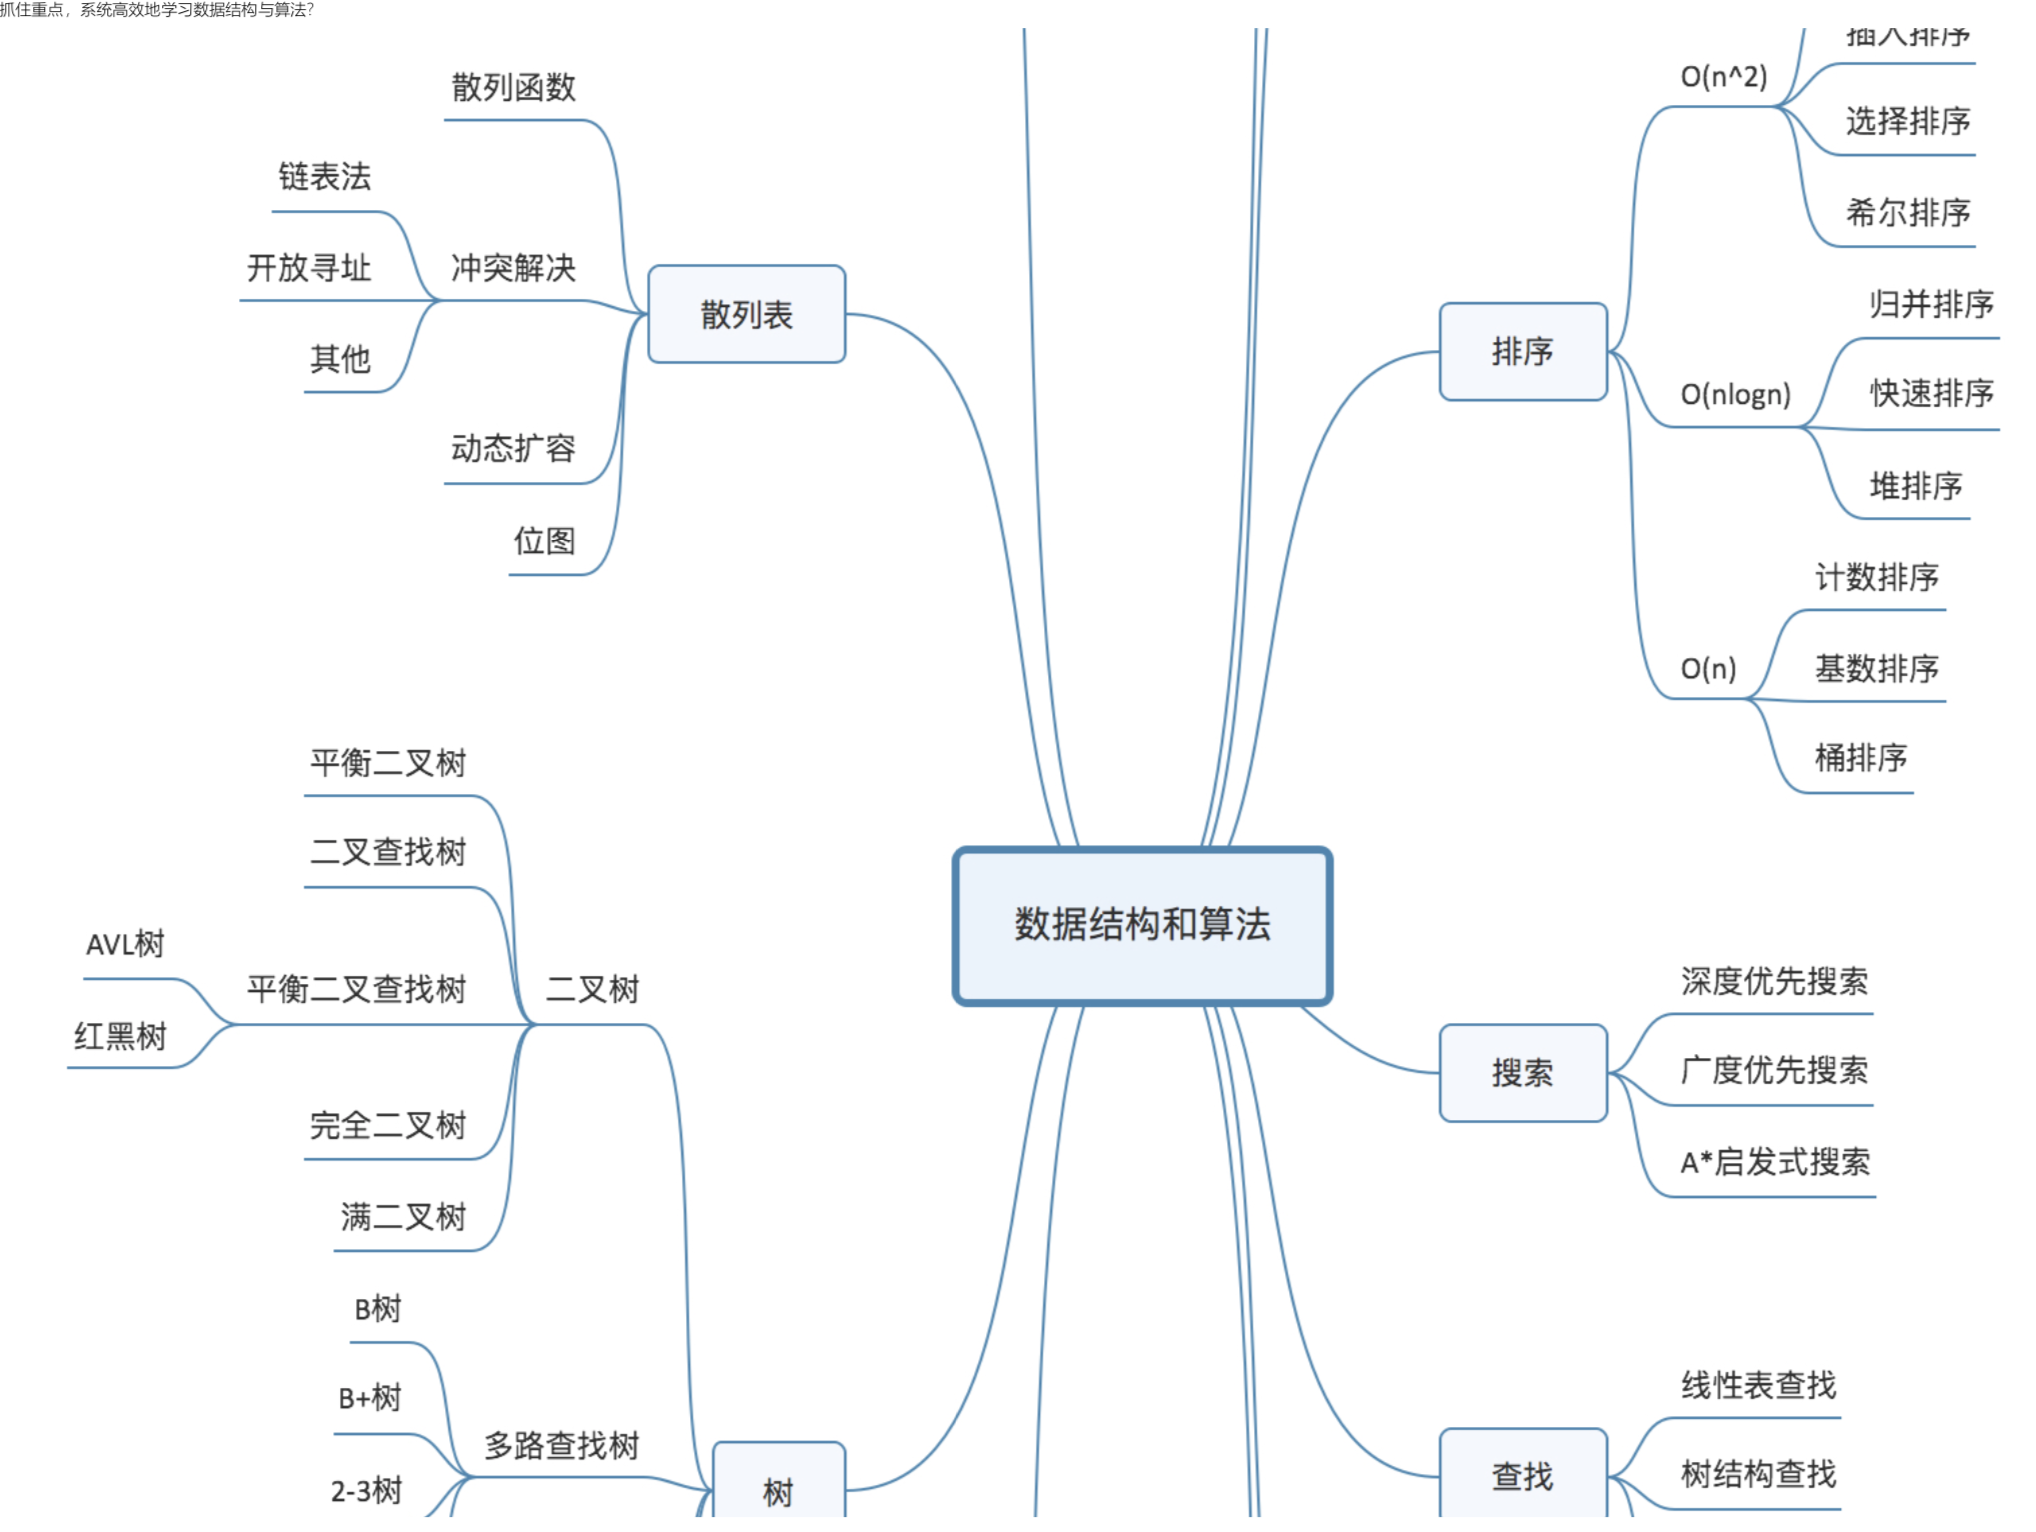 抓住重点，系统高效地学习数据结构与算法？
散列函数
链表法
开放寻址
冲突解决
其他
动态扩容
位图
散列表
平衡二叉树
二叉查找树
AVL树
红黑树
平衡二叉查找树
二叉树
完全二叉树
满二叉树
B树
B+树
2-3树
多路查找树
树
数据结构和算法
排序
O(n^2)
插入排序
选择排序
希尔排序
O(nlogn)
归并排序
快速排序
堆排序
O(n)
计数排序
基数排序
桶排序
搜索
深度优先搜索
广度优先搜索
A*启发式搜索
查找
线性表查找
树结构查找